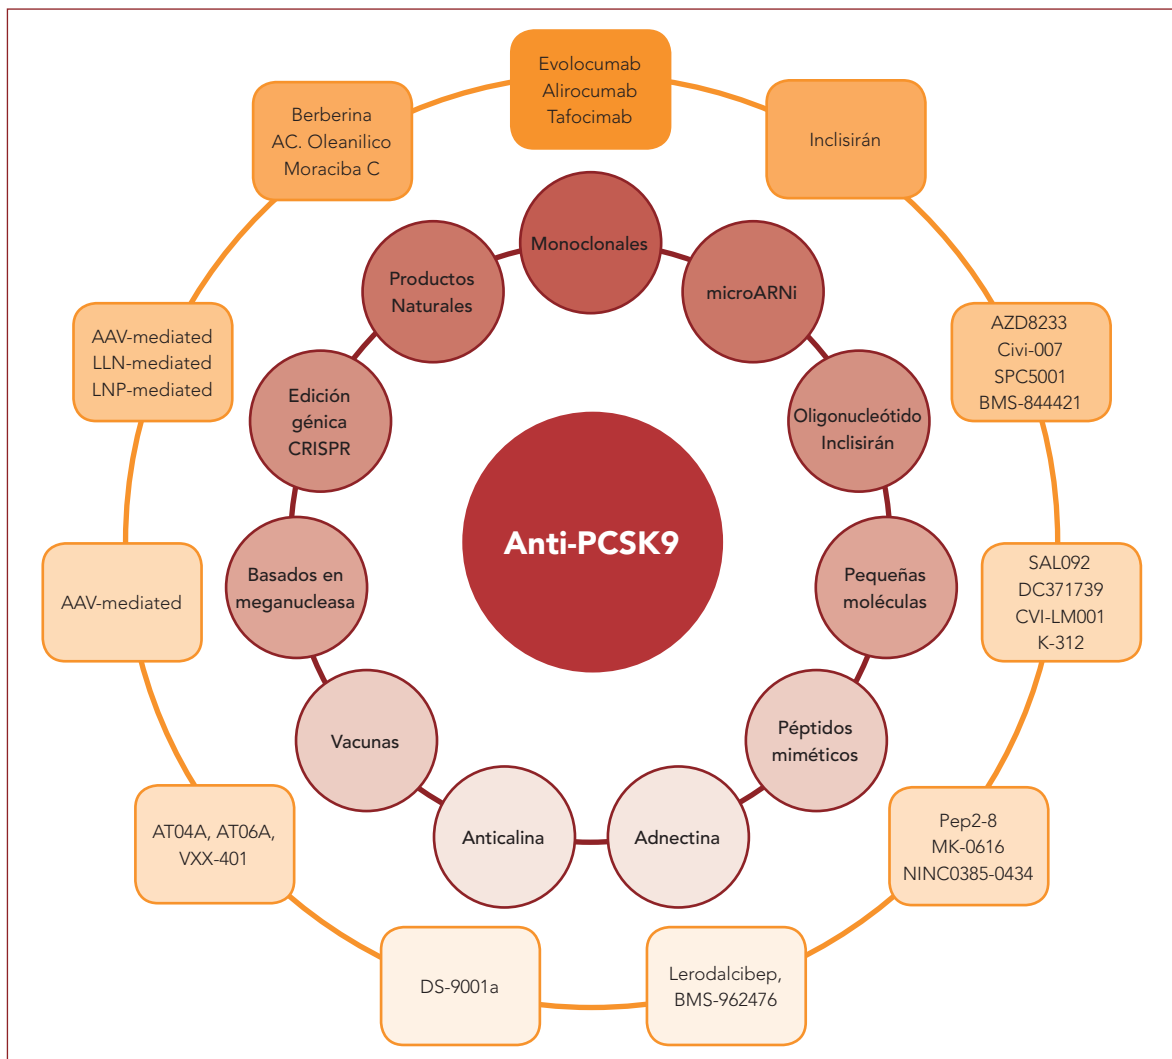 Evolocumab
Alirocumab
Tafocimab
Inclisirán
AZD8233
Civi-007
SPC5001
BMS-844421
SAL092
DC371739
CVI-LM001
K-312
Pep2-8
MK-0616
NINC0385-0434
Lerodalcibep,
BMS-962476
DS-9001a
AT04A, AT06A,
VXX-401
AAV-mediated
AAV-mediated
LLN-mediated
LNP-mediated
Berberina
AC. Oleanilico
Moraciba C
Monoclonales
microARNi
Oligonucleótido
Inclisirán
Pequeñas
moléculas
Péptidos
miméticos
Adnectina
Anticalina
Vacunas
Basados en
meganucleasa
Edición
génica
CRISPR
Productos
Naturales
Anti-PCSK9